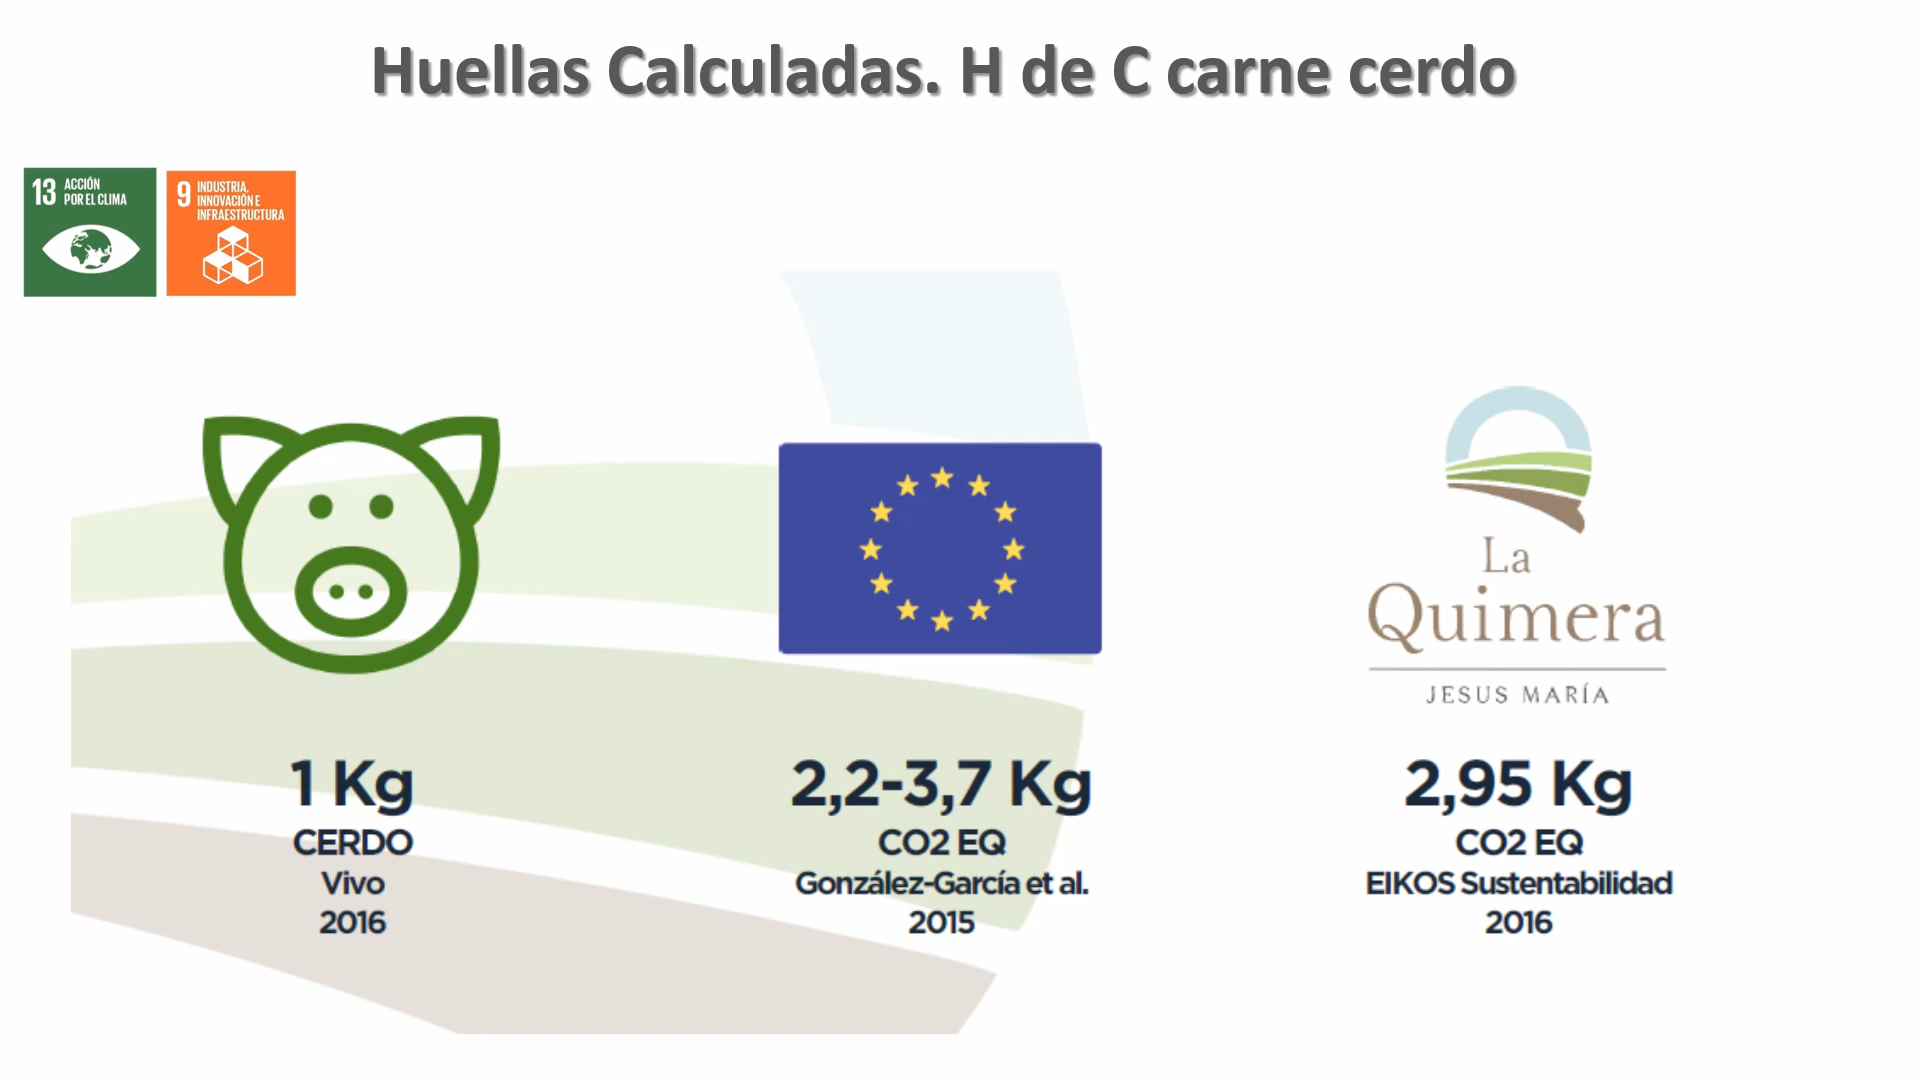 Huellas Calculadas. H de C carne cerdo
13 ACCIÓN
POR EL CLIMA
9 INDUSTRIA,
INNOVACIÓN E
INFRAESTRUCTURA
1 Kg
CERDO
Vivo
2016
2,2-3,7 Kg
CO2 EQ
González-García et al.
2015
La
Quimera
JESUS MARÍA
2,95 Kg
CO2 EQ
EIKOS Sustentabilidad
2016